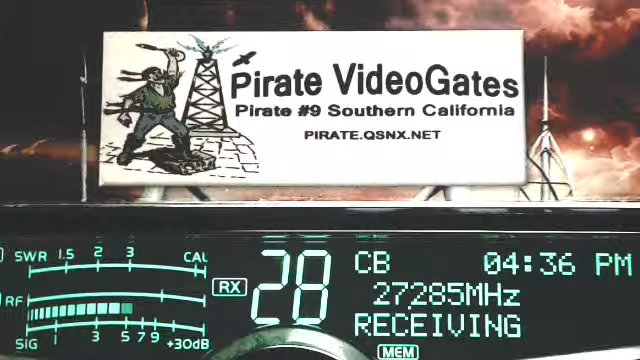 Pirate VideoGates
Pirate #9 Southern California
PIRATE.QSNX.NET
SWR 1.5 2 3 CAL
RF
SIG 1 3 5 7 9 +30dB
RX
28
CB 04:36 PM
27285MHz
RECEIVING
MEM